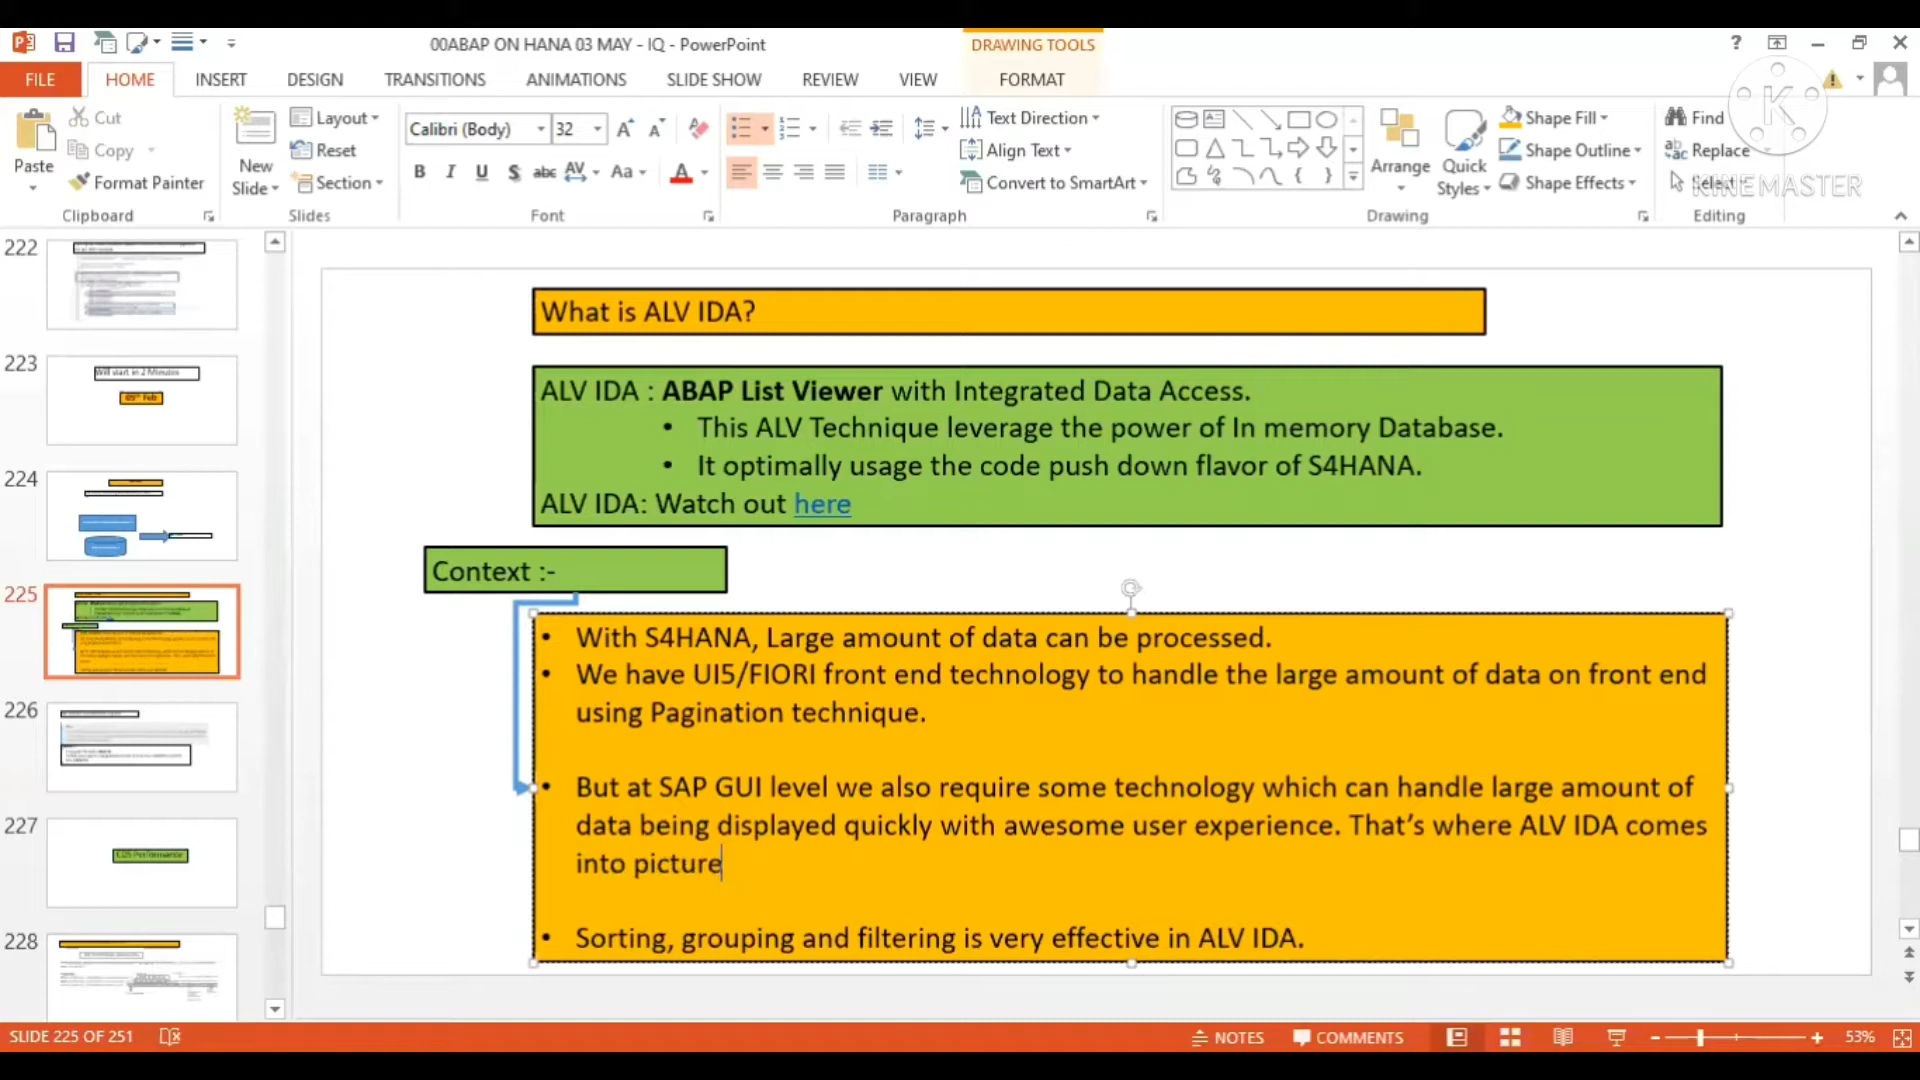 00ABAP ON HANA 03 MAY - IQ - PowerPoint
DRAWING TOOLS
FILE
HOME
INSERT
DESIGN
TRANSITIONS
ANIMATIONS
SLIDE SHOW
REVIEW
VIEW
FORMAT
Paste
Cut
Copy
Format Painter
Clipboard
New Slide
Layout
Reset
Section
Slides
Calibri (Body)
32
Font
Paragraph
Text Direction
Align Text
Convert to SmartArt
Arrange
Quick Styles
Shape Fill
Shape Outline
Shape Effects
Drawing
Find
Replace
Select
Editing
K
KINEMASTER
222
223
Will start in 2 Minutes
05th Feb
224
225
226
227
228
What is ALV IDA?
ALV IDA : ABAP List Viewer with Integrated Data Access.
• This ALV Technique leverage the power of In memory Database.
• It optimally usage the code push down flavor of S4HANA.
ALV IDA: Watch out here
Context :-
• With S4HANA, Large amount of data can be processed.
• We have UI5/FIORI front end technology to handle the large amount of data on front end
using Pagination technique.
• But at SAP GUI level we also require some technology which can handle large amount of
data being displayed quickly with awesome user experience. That's where ALV IDA comes
into picture
• Sorting, grouping and filtering is very effective in ALV IDA.
SLIDE 225 OF 251
NOTES
COMMENTS
53%